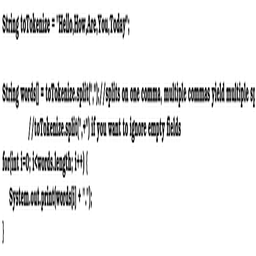 String toTokenize = "Hello,How,Are,You,Today";
String words[] = toTokenize.split(",");//splits on one comma, multiple commas yield multiple sp
//toTokenize.split(",+") if you want to ignore empty fields
for(int i=0; i<words.length; i++) {
System.out.print(words[i] + ".");
}